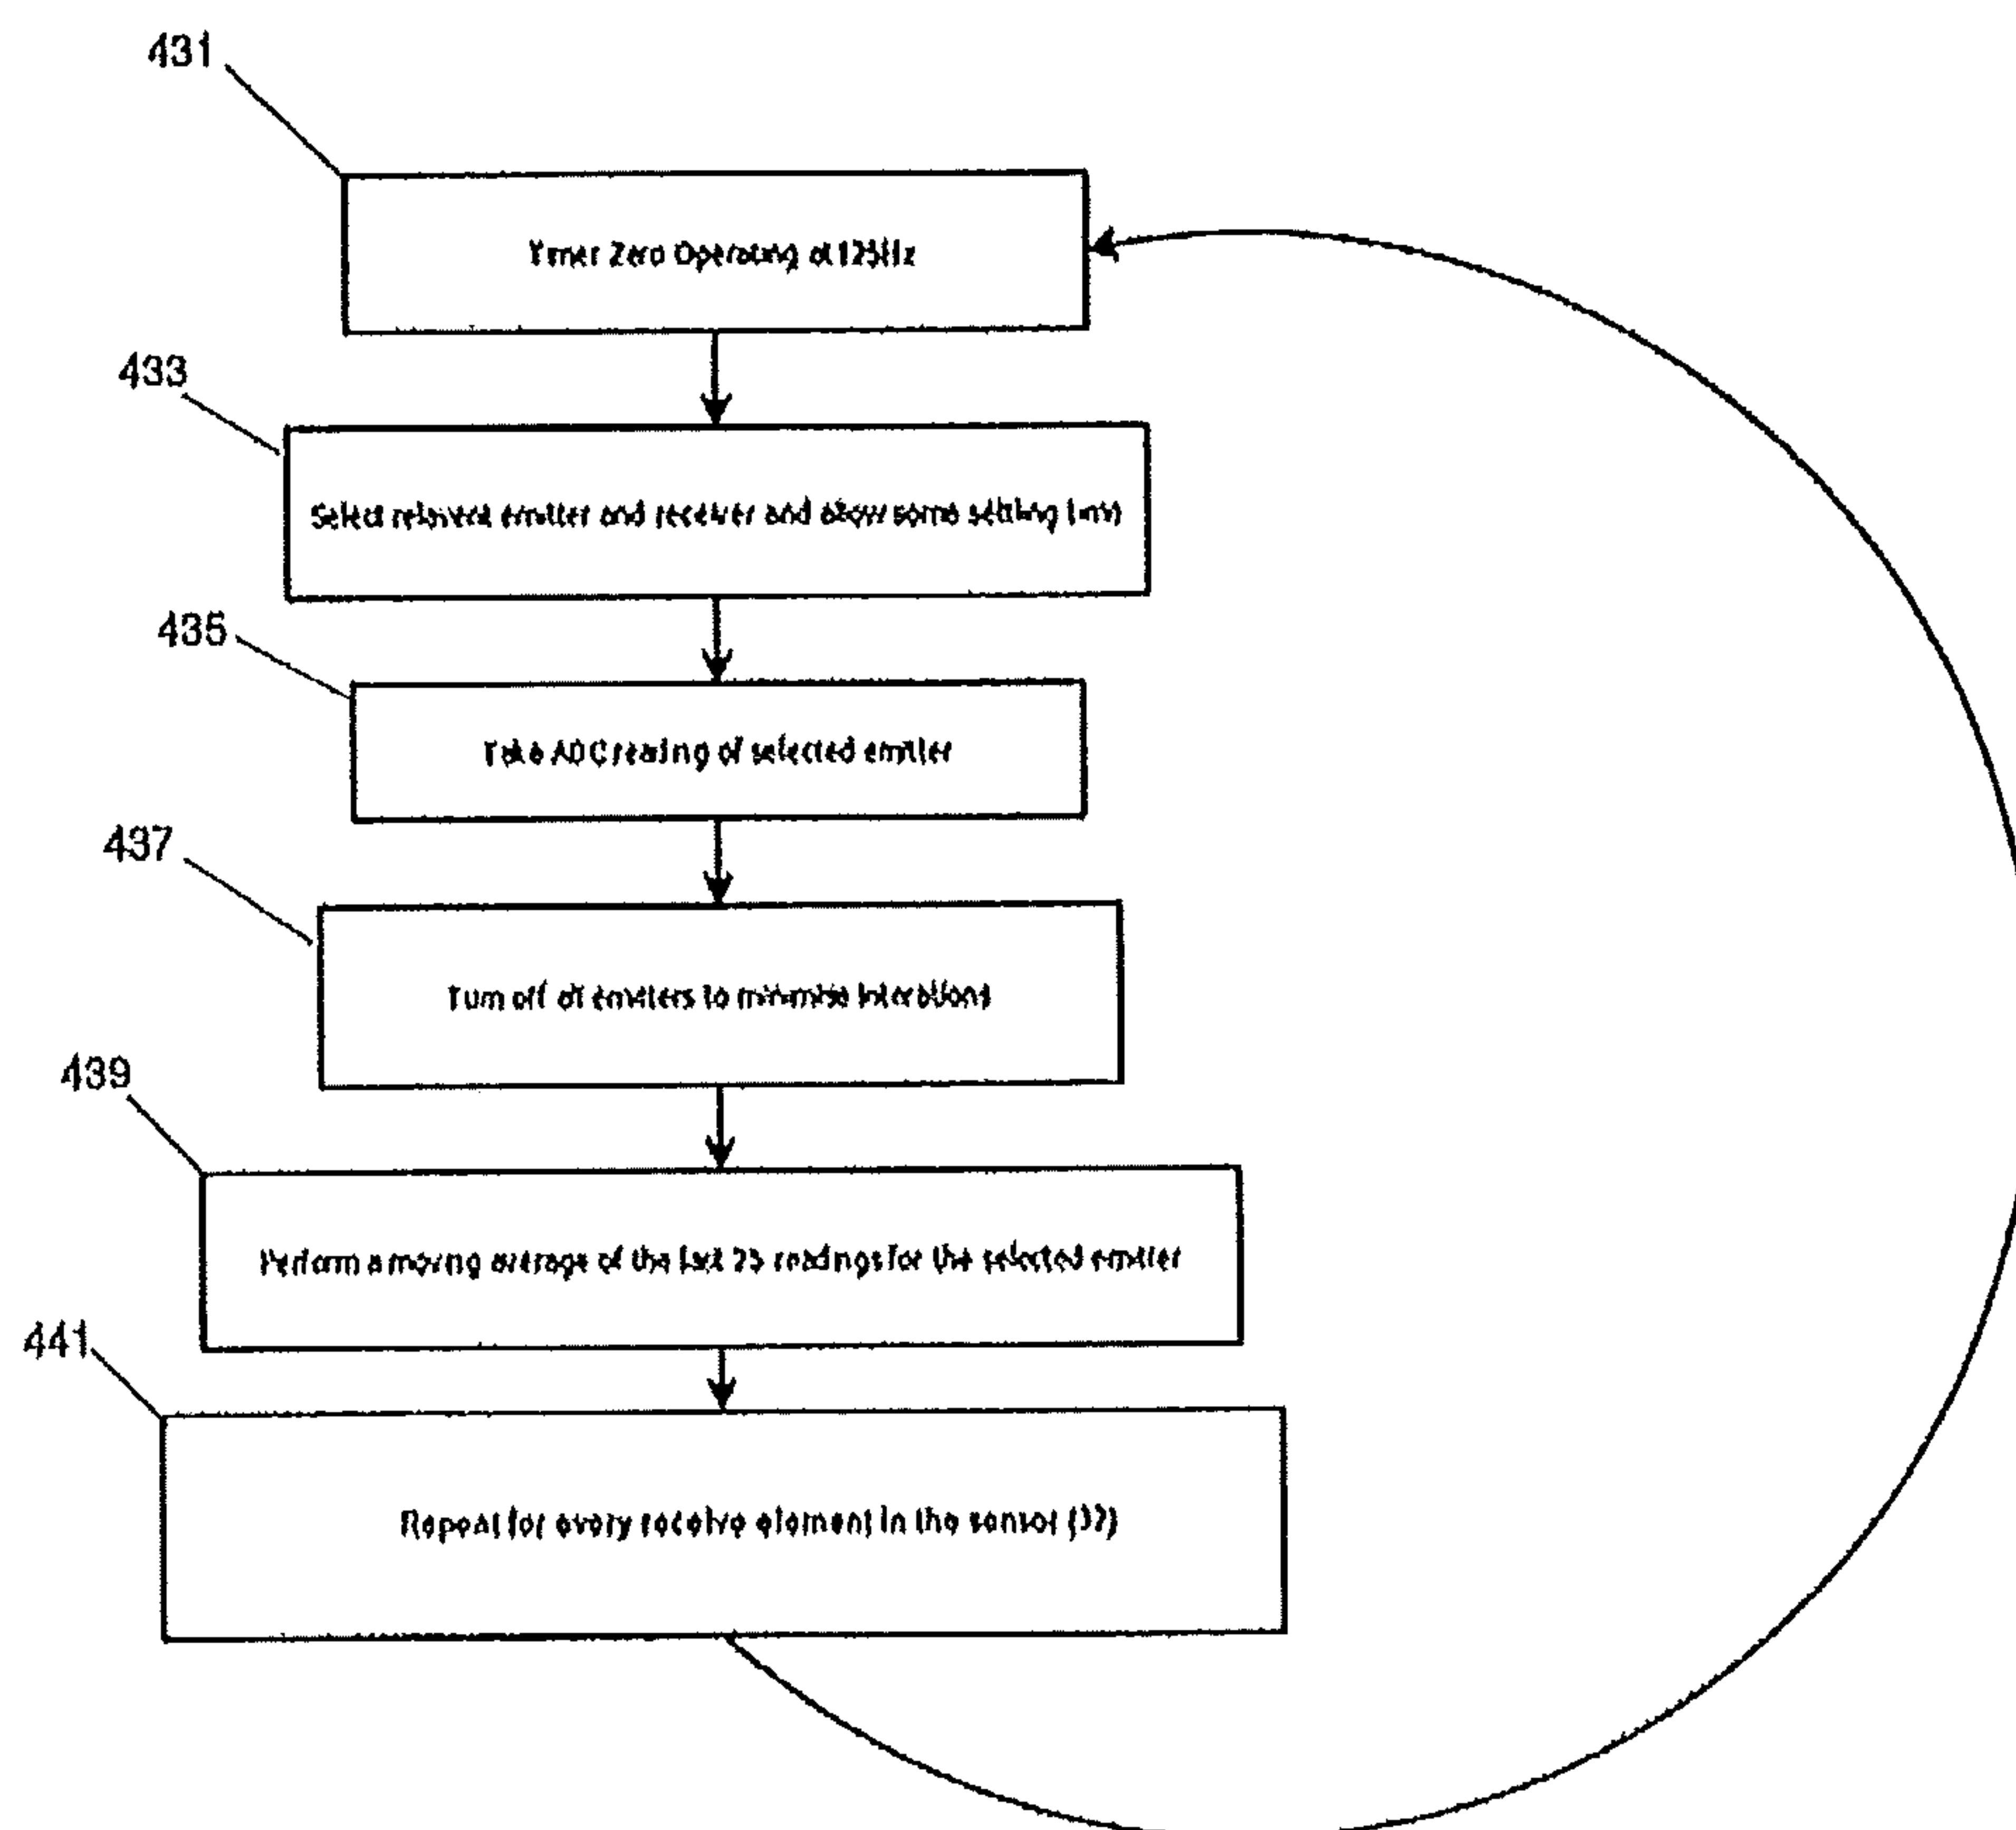 431
Timer Zero Operating at 125Hz
433
Select relevant emitter and receiver and allow some settling time
435
Take ADC reading of selected emitter
437
Turn off all emitters to minimise interations
439
Perform a moving average of the last 25 readings for the selected emitter
441
Repeat for every receive element in the sensor